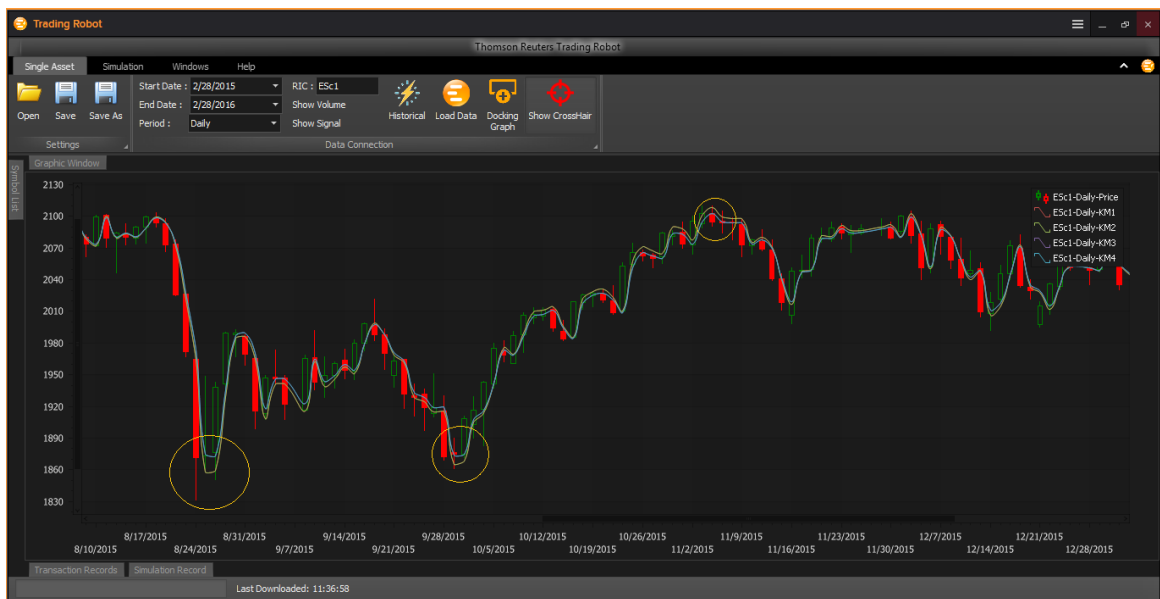 Trading Robot
Thomson Reuters Trading Robot
Single Asset Simulation Windows Help
Start Date : 2/28/2015 RIC : ESc1
End Date : 2/28/2016 Show Volume
Period : Daily Show Signal
Open Save Save As Historical Load Data Docking Graph Show CrossHair
Settings Data Connection
Symbol List
Graphic Window
2130
2100
2070
2040
2010
1980
1950
1920
1890
1860
1830
ESc1-Daily-Price
ESc1-Daily-KM1
ESc1-Daily-KM2
ESc1-Daily-KM3
ESc1-Daily-KM4
8/17/2015 8/31/2015 9/14/2015 9/28/2015 10/12/2015 10/26/2015 11/9/2015 11/23/2015 12/7/2015 12/21/2015
8/10/2015 8/24/2015 9/7/2015 9/21/2015 10/5/2015 10/19/2015 11/2/2015 11/16/2015 11/30/2015 12/14/2015 12/28/2015
Transaction Records Simulation Record
Last Downloaded: 11:36:58